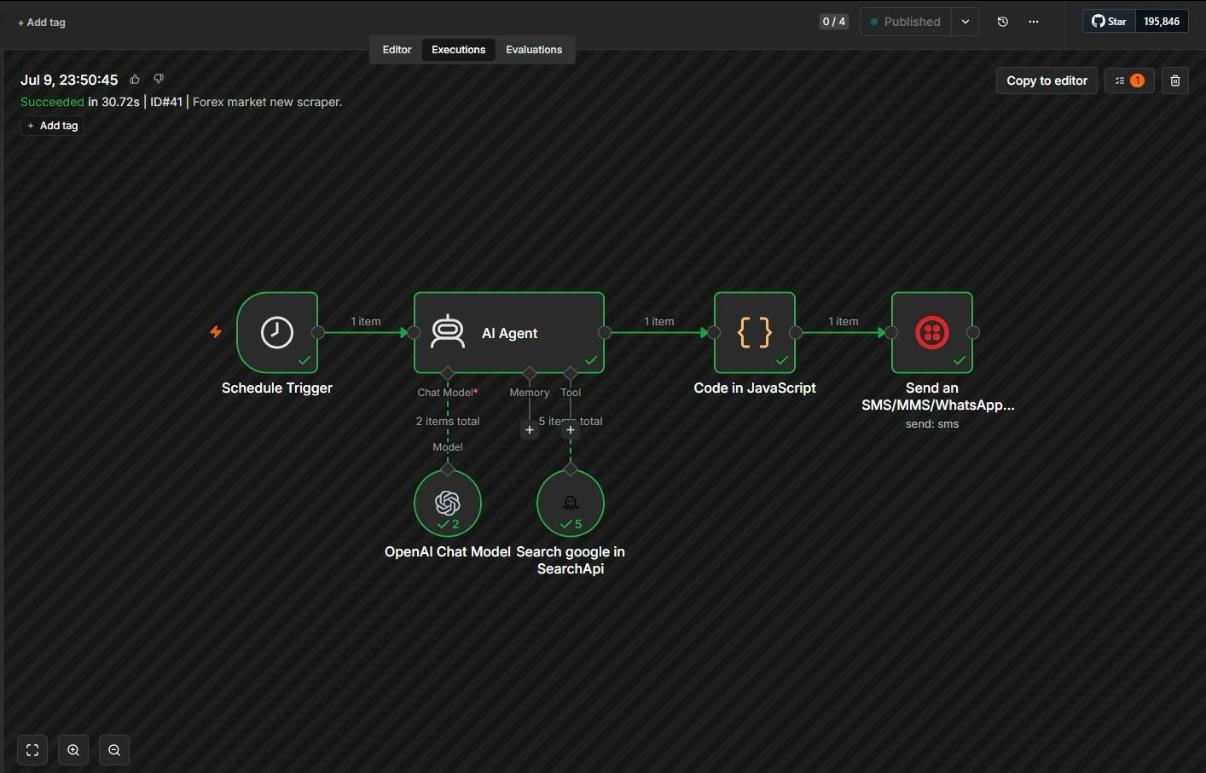 + Add tag
0 / 4
Published
Star
195,846
Editor
Executions
Evaluations
Jul 9, 23:50:45
Succeeded in 30.72s | ID#41 | Forex market new scraper.
+ Add tag
Copy to editor
1
1 item
AI Agent
1 item
1 item
Schedule Trigger
Code in JavaScript
Send an
SMS/MMS/WhatsApp...
send: sms
Chat Model*
Memory
Tool
2 items total
5 items total
+
+
Model
2
5
OpenAI Chat Model
Search google in
SearchApi